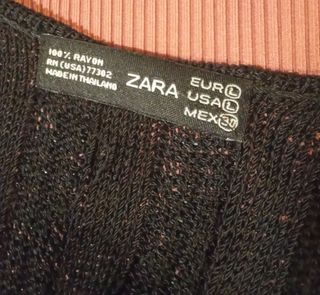 100% RAYON
RN (USA) 77302
MADE IN THAILAND
ZARA
EUR L
USA L
MEX 30